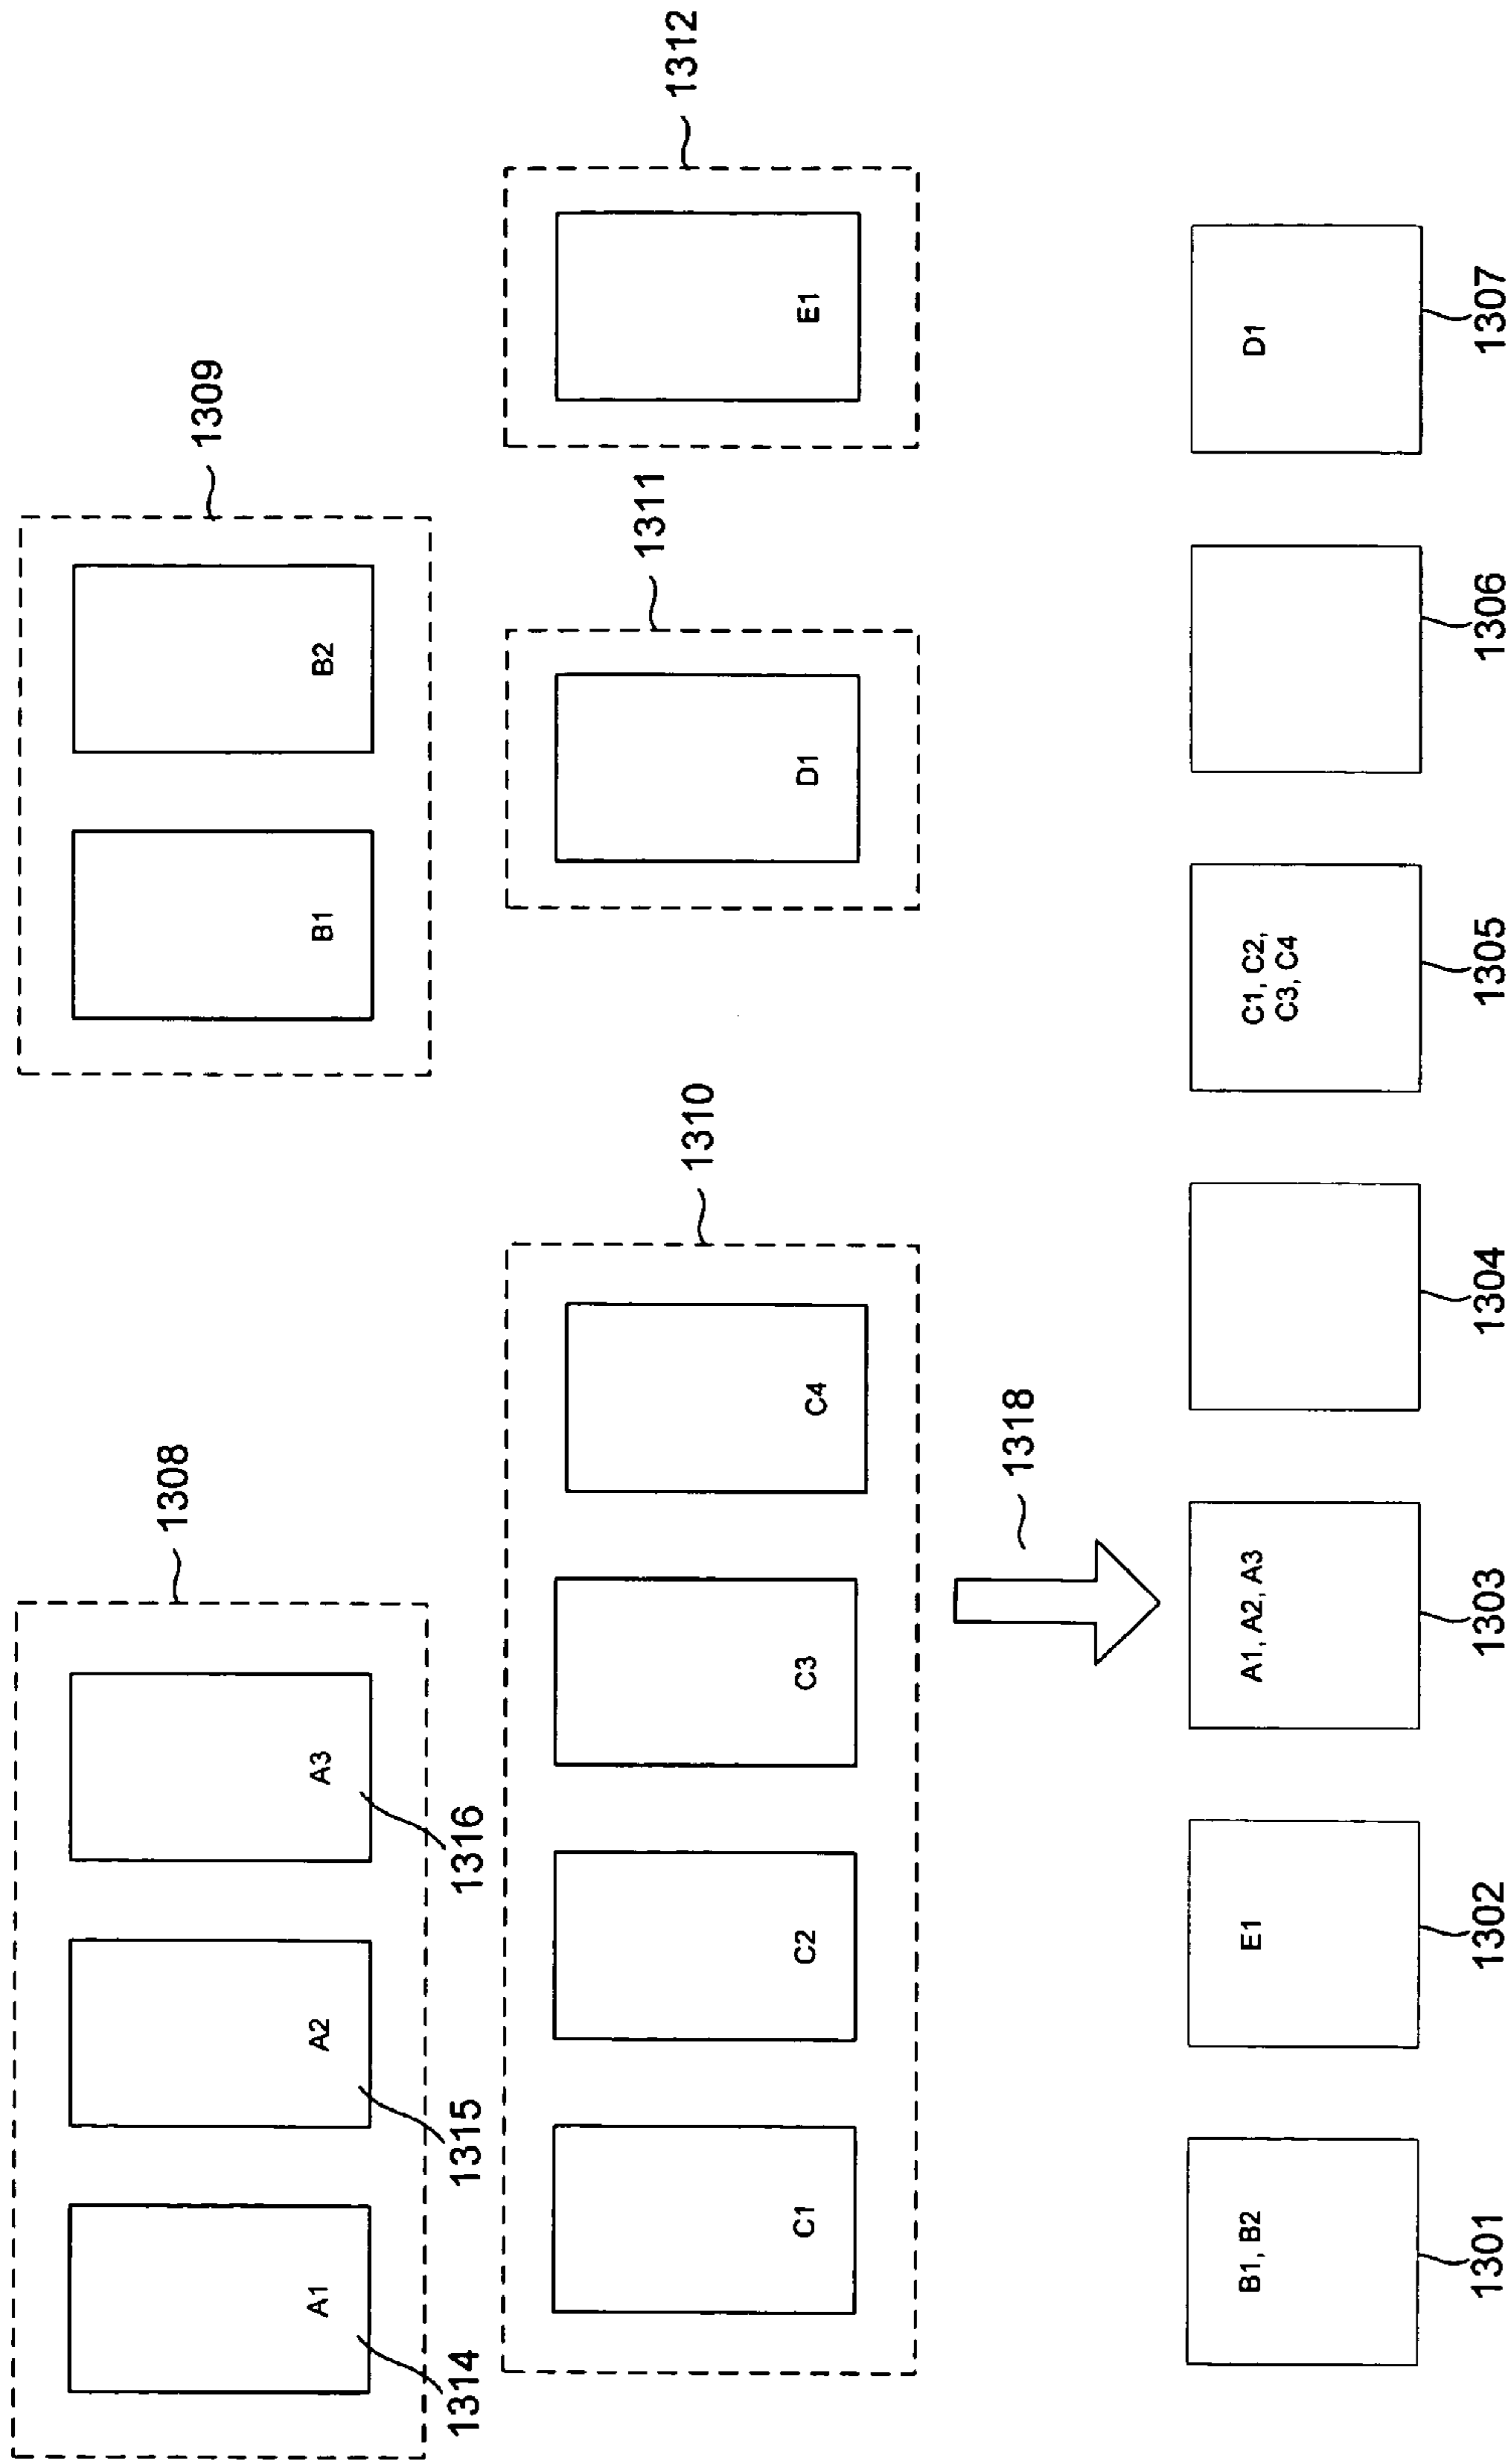 1308
1309
A1
A2
A3
B1
B2
1314
1315
1316
1310
1311
1312
C1
C2
C3
C4
D1
E1
1318
B1, B2
E1
A1, A2, A3
C1, C2,
C3, C4
D1
1301
1302
1303
1304
1305
1306
1307